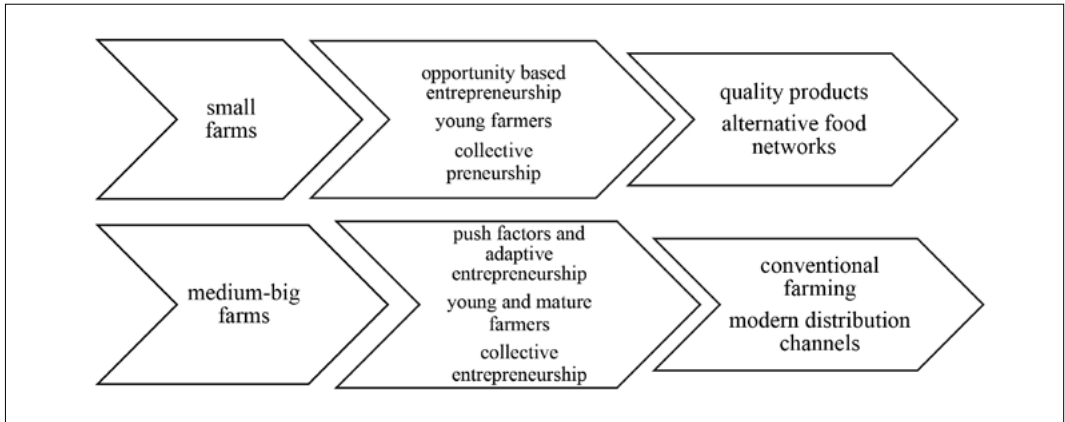 small
farms
opportunity based
entrepreneurship
young farmers
collective
preneurship
quality products
alternative food
networks
medium-big
farms
push factors and
adaptive
entrepreneurship
young and mature
farmers
collective
entrepreneurship
conventional
farming
modern distribution
channels